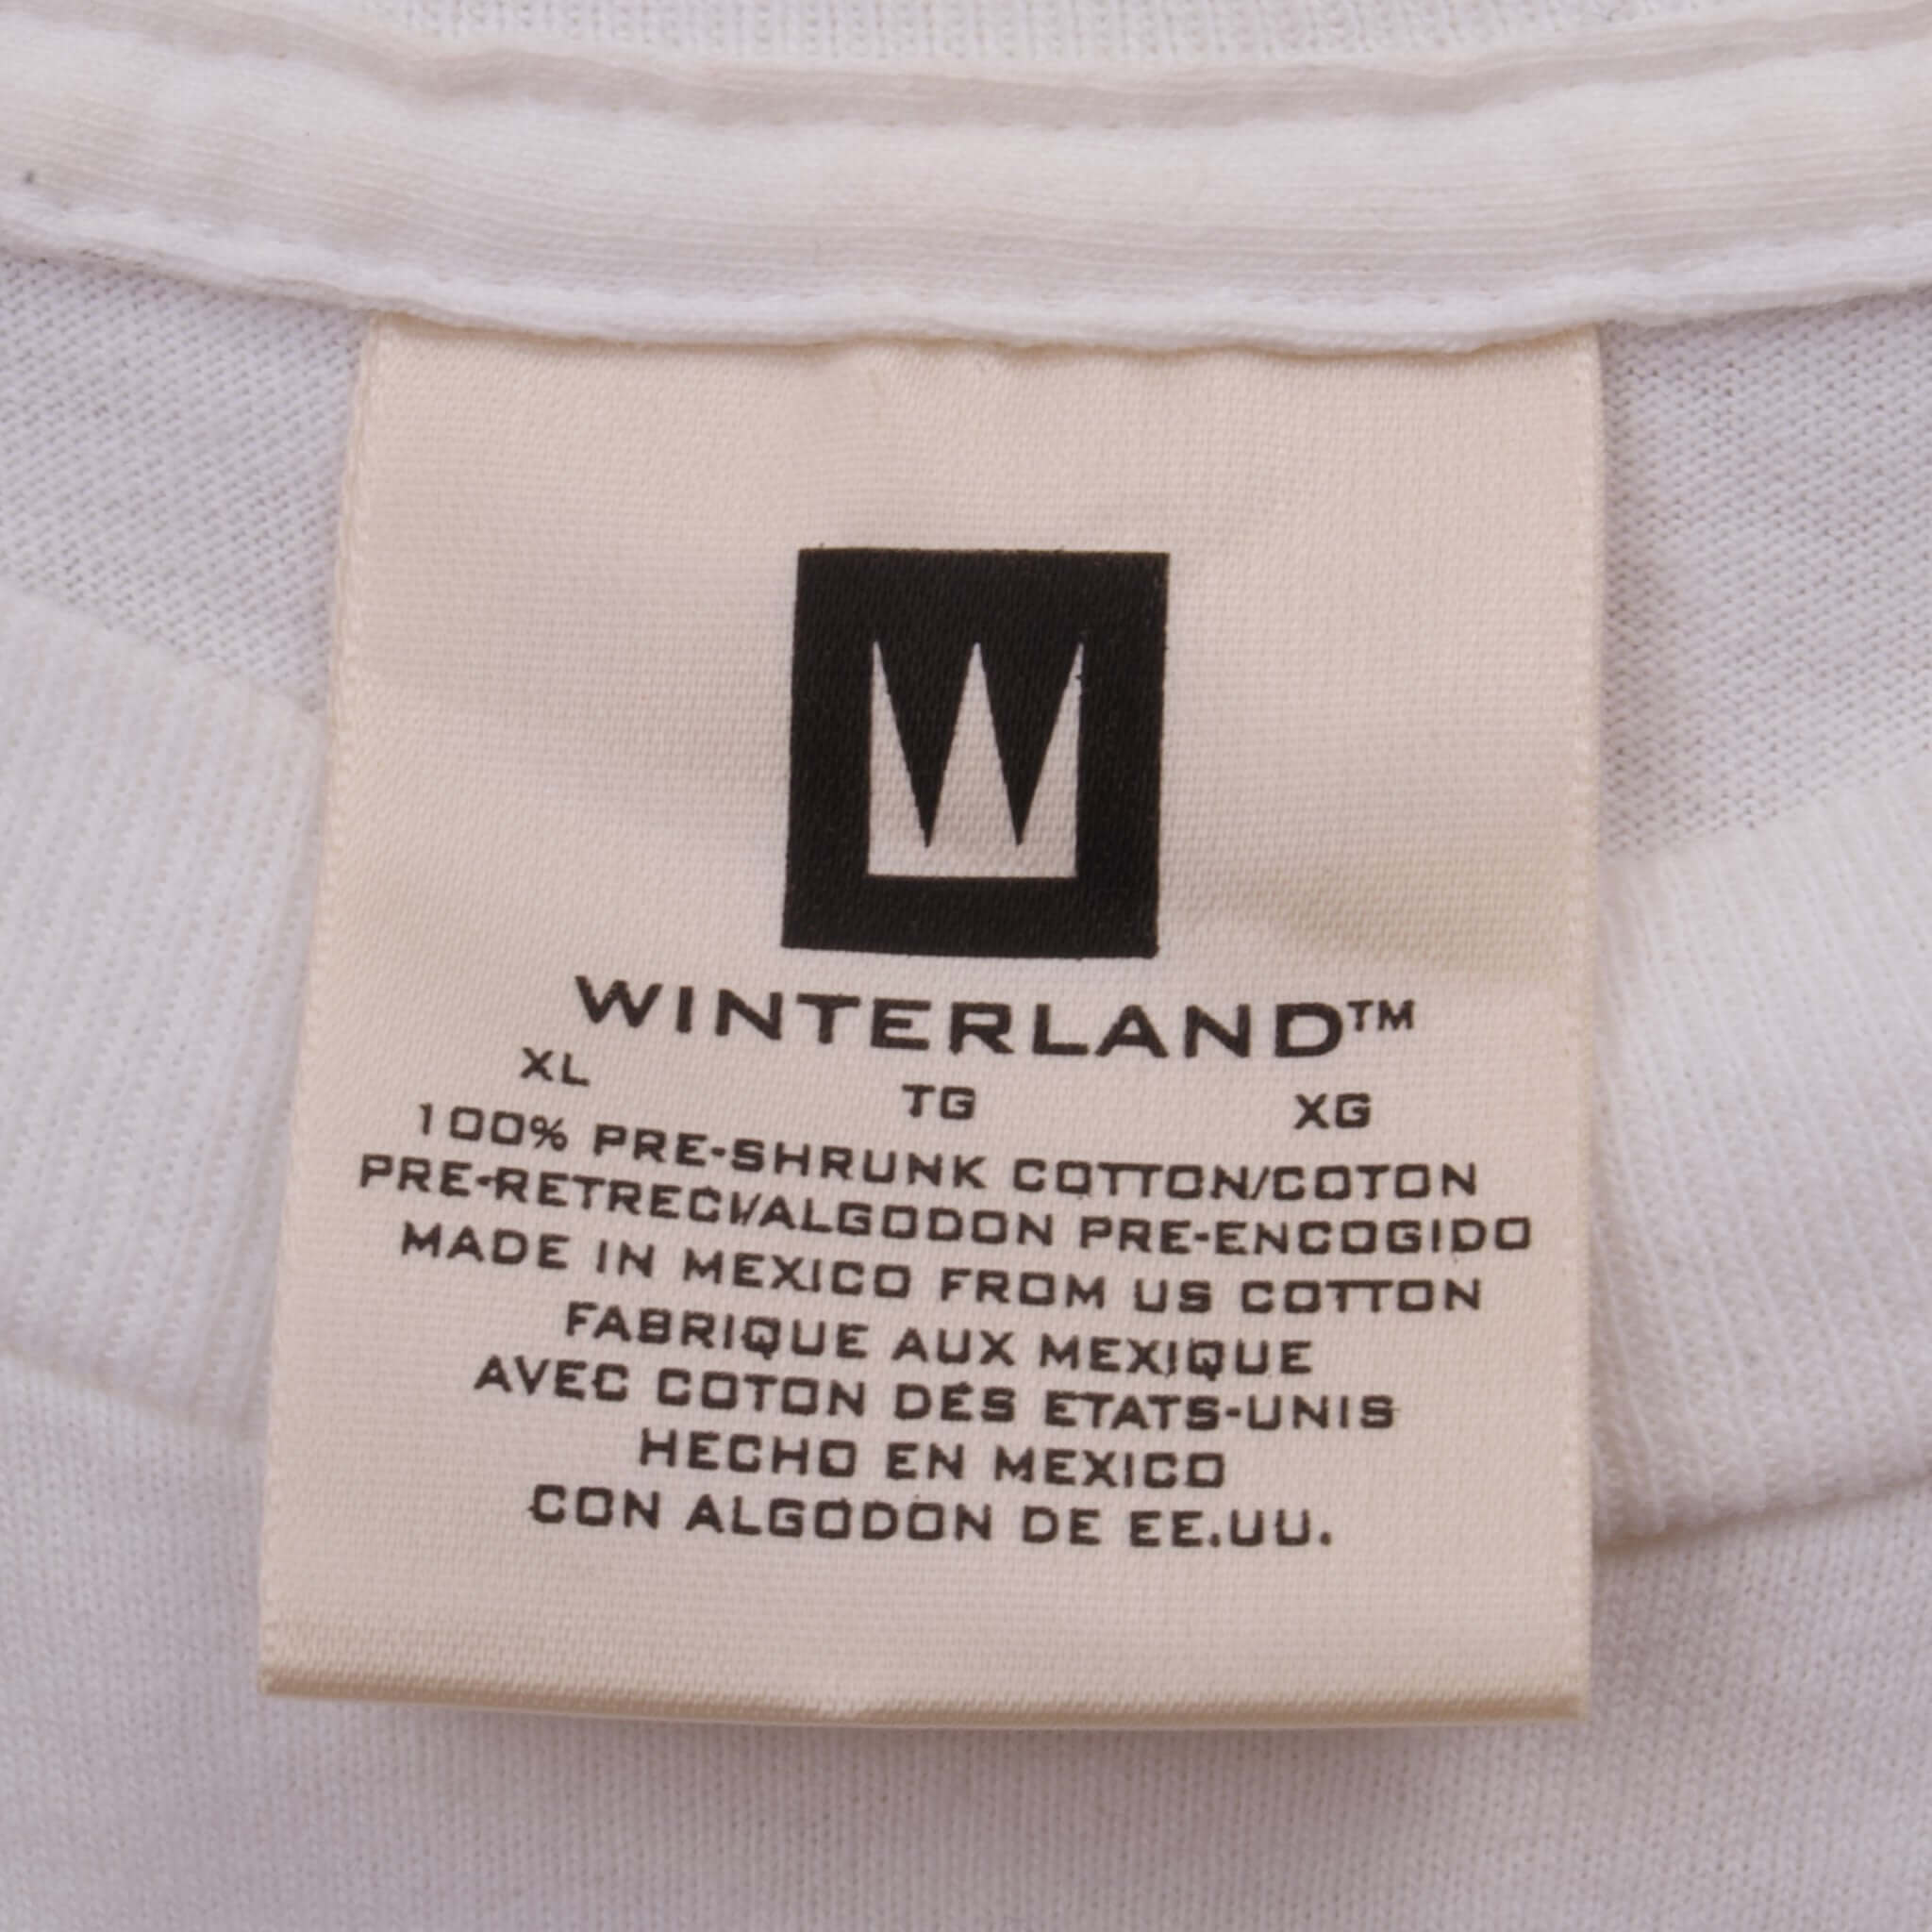 W
WINTERLAND™
XL TG XG
100% PRE-SHRUNK COTTON/COTON
PRE-RETRECI/ALGODON PRE-ENCOGIDO
MADE IN MEXICO FROM US COTTON
FABRIQUE AUX MEXIQUE
AVEC COTON DES ETATS-UNIS
HECHO EN MEXICO
CON ALGODON DE EE.UU.